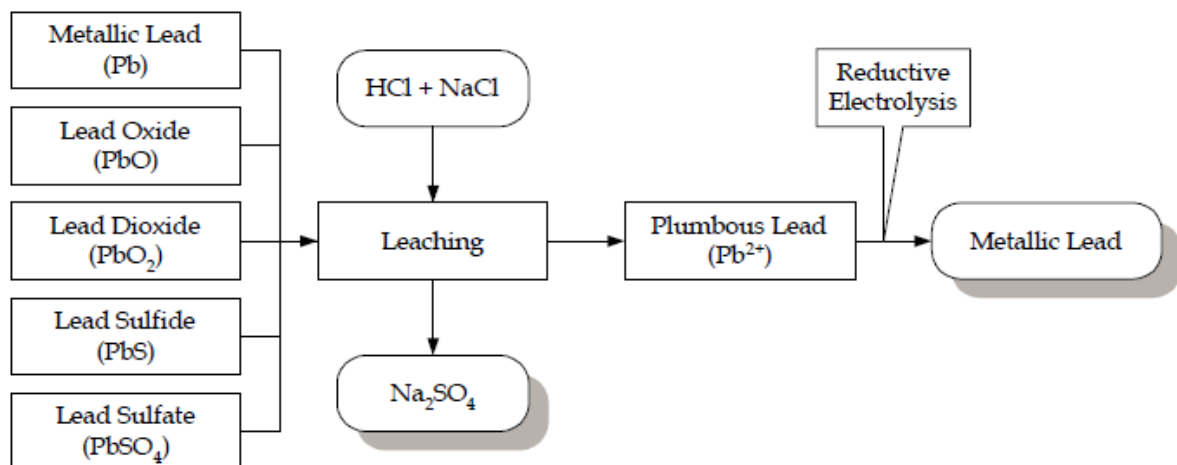 Metallic Lead
(Pb)
Lead Oxide
(PbO)
Lead Dioxide
(PbO₂)
Lead Sulfide
(PbS)
Lead Sulfate
(PbSO₄)
HCl + NaCl
Leaching
Na₂SO₄
Plumbous Lead
(Pb²⁺)
Reductive
Electrolysis
Metallic Lead